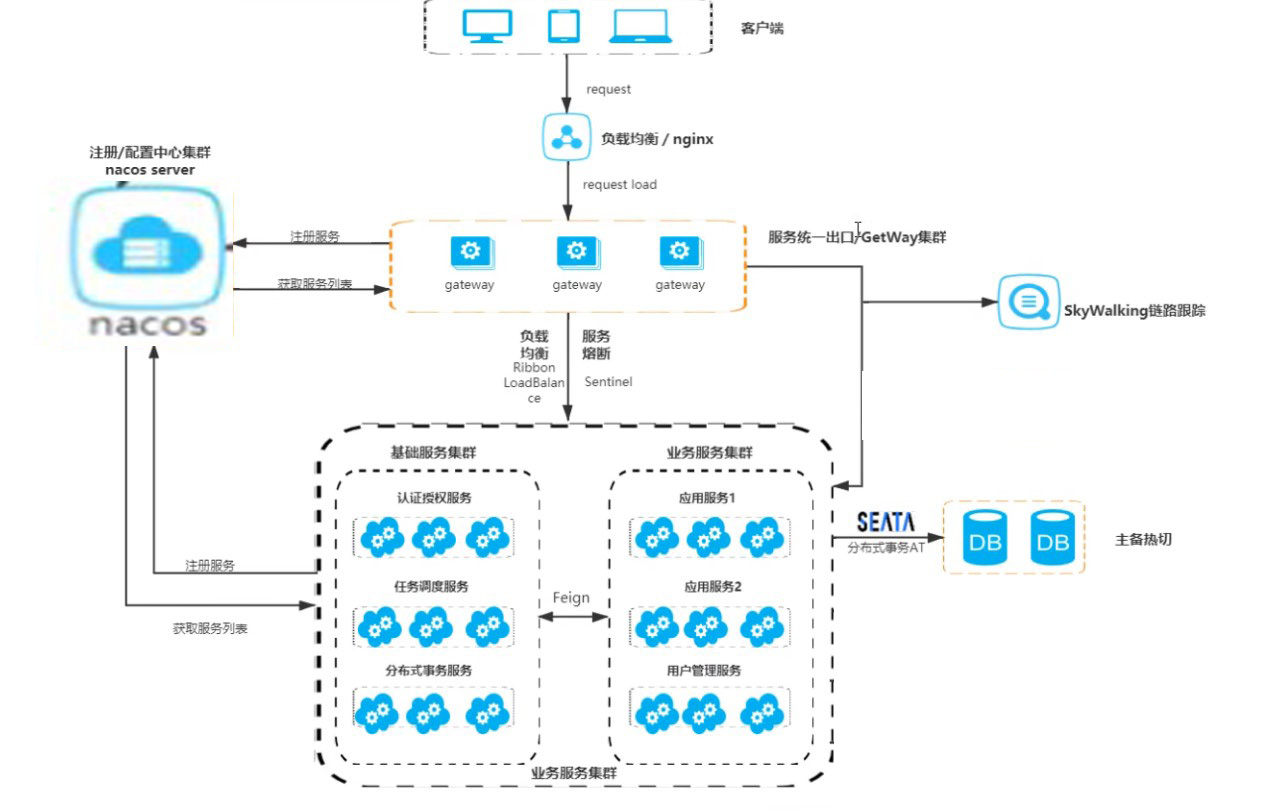 客户端
request
负载均衡 / nginx
注册/配置中心集群
nacos server
request load
注册服务
服务统一出口/GetWay集群
获取服务列表
gateway
gateway
gateway
nacos
SkyWalking链路跟踪
负载
均衡
Ribbon
LoadBalan
ce
服务
熔断
Sentinel
基础服务集群
业务服务集群
认证授权服务
应用服务1
SEATA
分布式事务AT
DB
DB
主备热切
注册服务
任务调度服务
应用服务2
Feign
获取服务列表
分布式事务服务
用户管理服务
业务服务集群